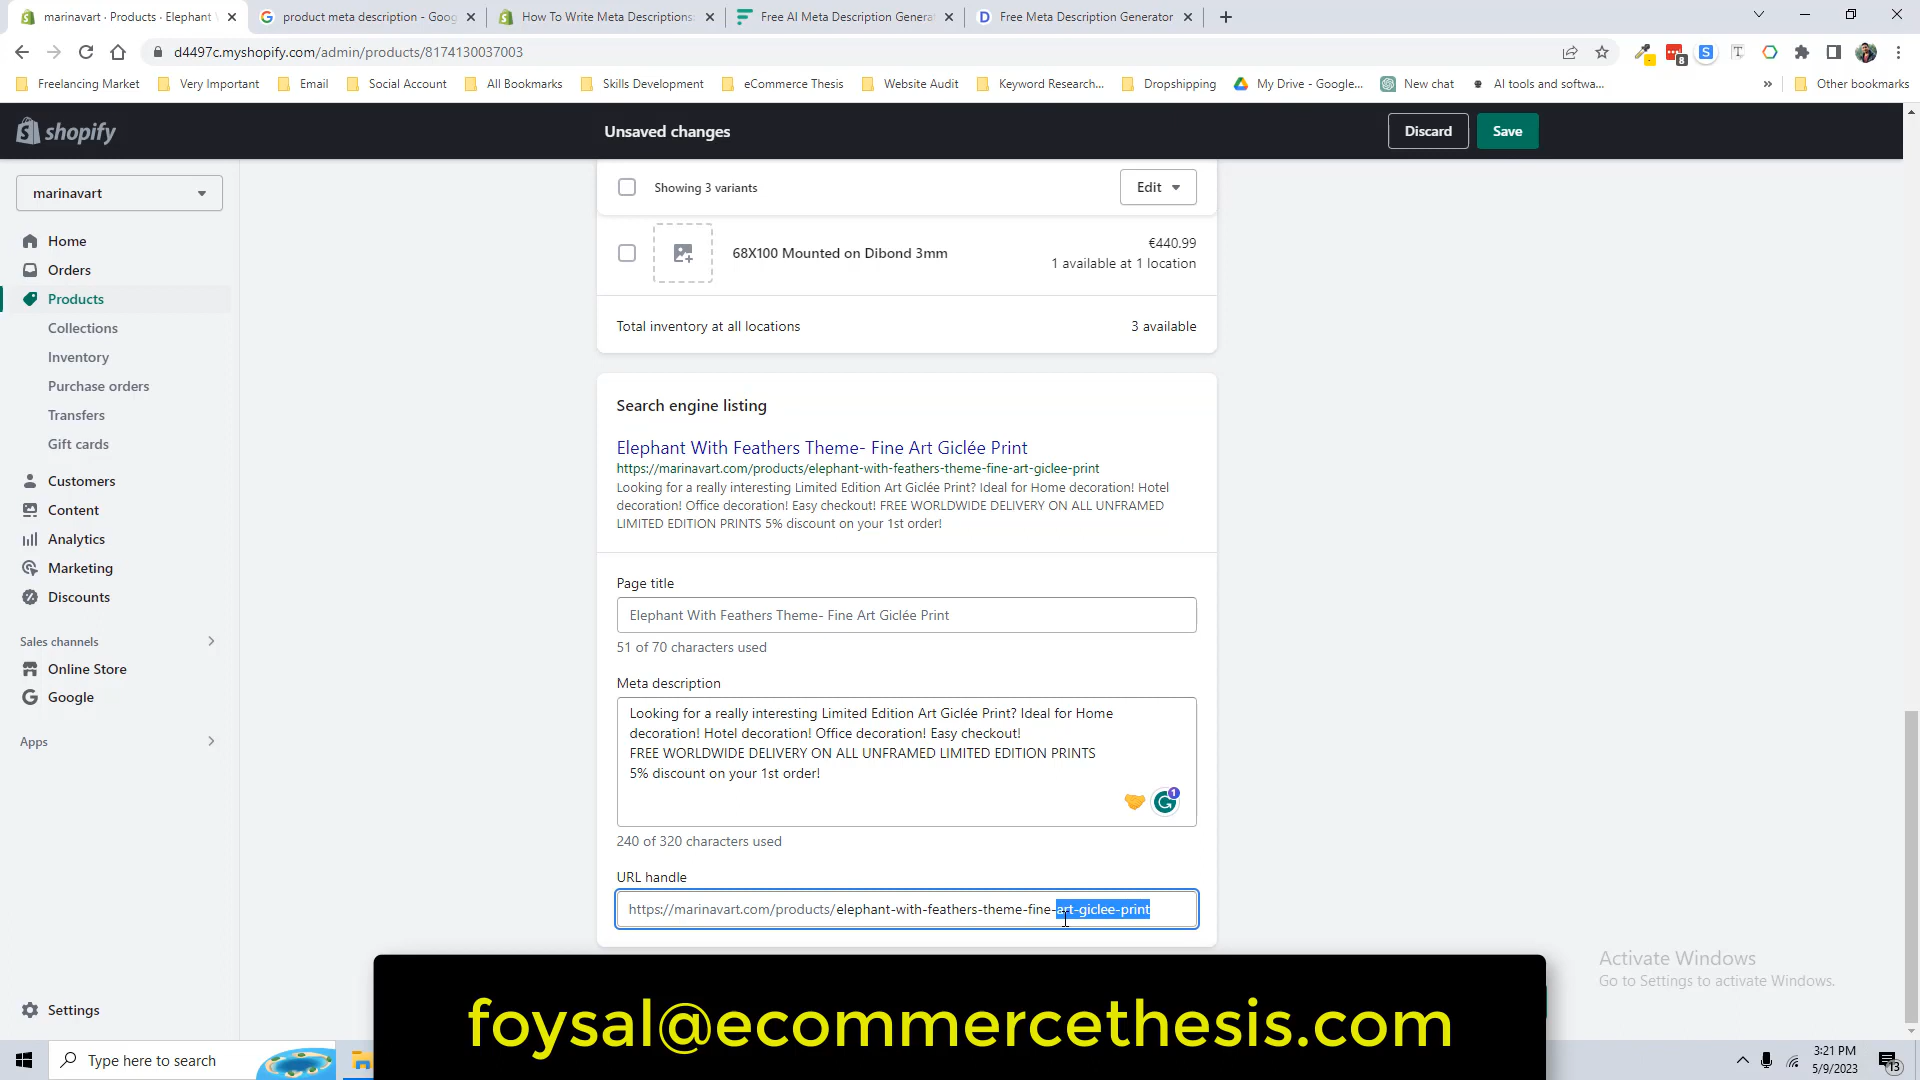 marinavart · Products · Elephant
product meta description - Goog
How To Write Meta Descriptions:
Free AI Meta Description Genera
Free Meta Description Generator
d4497c.myshopify.com/admin/products/8174130037003
8
Freelancing Market
Very Important
Email
Social Account
All Bookmarks
Skills Development
eCommerce Thesis
Website Audit
Keyword Research...
Dropshipping
My Drive - Google...
New chat
AI tools and softwa...
»
Other bookmarks
shopify
Unsaved changes
Discard
Save
marinavart
Home
Orders
Products
Collections
Inventory
Purchase orders
Transfers
Gift cards
Customers
Content
Analytics
Marketing
Discounts
Sales channels
Online Store
Google
Apps
Settings
Showing 3 variants
Edit
68X100 Mounted on Dibond 3mm
€440.99
1 available at 1 location
Total inventory at all locations
3 available
Search engine listing
Elephant With Feathers Theme- Fine Art Giclée Print
https://marinavart.com/products/elephant-with-feathers-theme-fine-art-giclee-print
Looking for a really interesting Limited Edition Art Giclée Print? Ideal for Home decoration! Hotel
decoration! Office decoration! Easy checkout! FREE WORLDWIDE DELIVERY ON ALL UNFRAMED
LIMITED EDITION PRINTS 5% discount on your 1st order!
Page title
Elephant With Feathers Theme- Fine Art Giclée Print
51 of 70 characters used
Meta description
Looking for a really interesting Limited Edition Art Giclée Print? Ideal for Home
decoration! Hotel decoration! Office decoration! Easy checkout!
FREE WORLDWIDE DELIVERY ON ALL UNFRAMED LIMITED EDITION PRINTS
5% discount on your 1st order!
1
240 of 320 characters used
URL handle
https://marinavart.com/products/elephant-with-feathers-theme-fine-art-giclee-print
Activate Windows
Go to Settings to activate Windows.
foysal@ecommercethesis.com
Type here to search
3:21 PM
5/9/2023
13